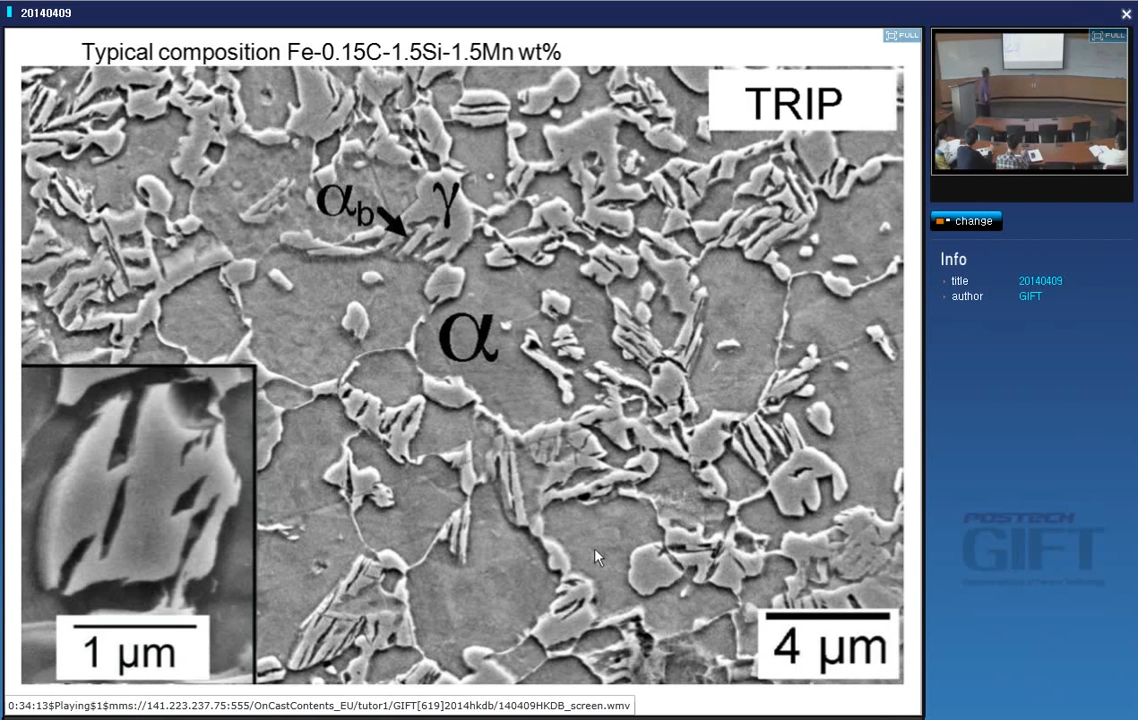 20140409
FULL
FULL
Typical composition Fe-0.15C-1.5Si-1.5Mn wt%
TRIP
αb
γ
α
1 μm
4 μm
change
Info
title 20140409
author GIFT
POSTECH
GIFT
0:34:13$Playing$1$mms://141.223.237.75:555/OnCastContents_EU/tutor1/GIFT[619]2014hkdb/140409HKDB_screen.wmv